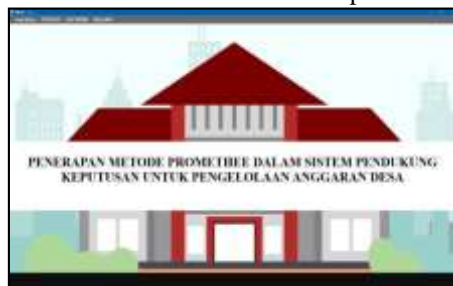 PENERAPAN METODE PROMETHEE DALAM SISTEM PENDUKUNG
KEPUTUSAN UNTUK PENGELOLAAN ANGGARAN DESA